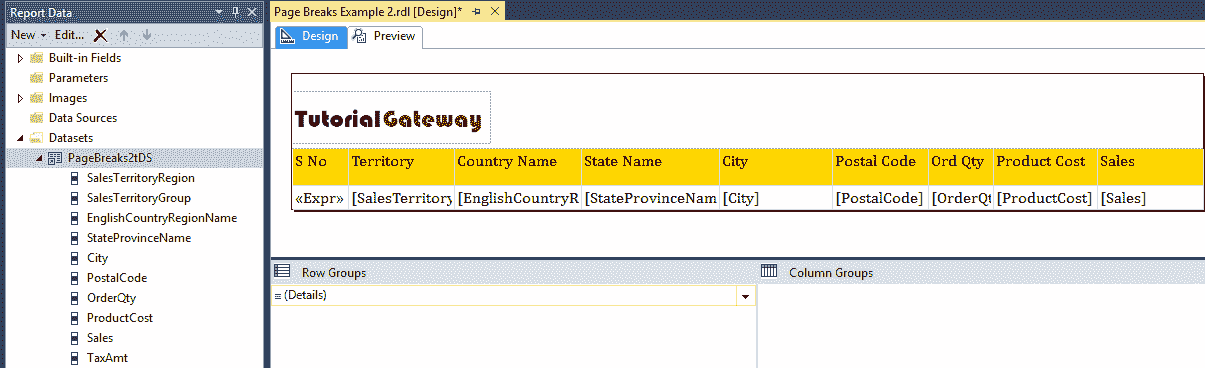 Report Data
New Edit...
Built-in Fields
Parameters
Images
Data Sources
Datasets
PageBreaks2tDS
SalesTerritoryRegion
SalesTerritoryGroup
EnglishCountryRegionName
StateProvinceName
City
PostalCode
OrderQty
ProductCost
Sales
TaxAmt
Page Breaks Example 2.rdl [Design]*
Design Preview
Tutorial Gateway
S No Territory Country Name State Name City Postal Code Ord Qty Product Cost Sales
«Expr» [SalesTerritory [EnglishCountryR [StateProvinceNam [City] [PostalCode] [OrderQt [ProductCost] [Sales]
Row Groups Column Groups
(Details)